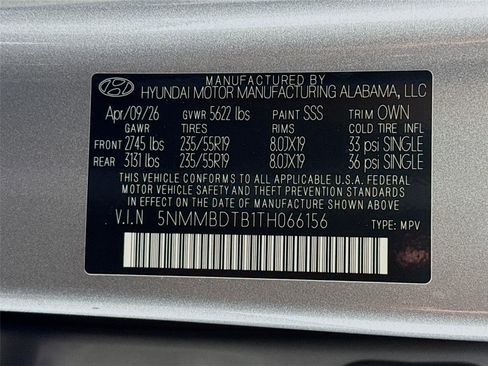 MANUFACTURED BY
HYUNDAI MOTOR MANUFACTURING ALABAMA, LLC
Apr/09/26 GVWR 5622 lbs PAINT SSS TRIM OWN
GAWR TIRES RIMS COLD TIRE INFL
FRONT 2745 lbs 235/55R19 8.0JX19 33 psi SINGLE
REAR 3131 lbs 235/55R19 8.0JX19 36 psi SINGLE
THIS VEHICLE CONFORMS TO ALL APPLICABLE U.S.A FEDERAL
MOTOR VEHICLE SAFETY AND THEFT PREVENTION STANDARDS
IN EFFECT ON THE DATE OF MANUFACTURE SHOWN ABOVE.
V.I.N 5NMMBDTB1TH066156 TYPE: MPV